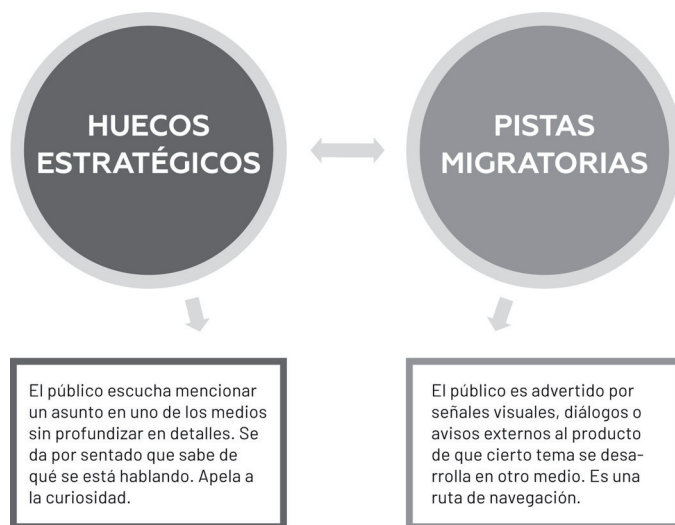 HUECOS
ESTRATÉGICOS
PISTAS
MIGRATORIAS
El público escucha mencionar
un asunto en uno de los medios
sin profundizar en detalles. Se
da por sentado que sabe de
qué se está hablando. Apela a
la curiosidad.
El público es advertido por
señales visuales, diálogos o
avisos externos al producto
de que cierto tema se desa-
rrolla en otro medio. Es una
ruta de navegación.